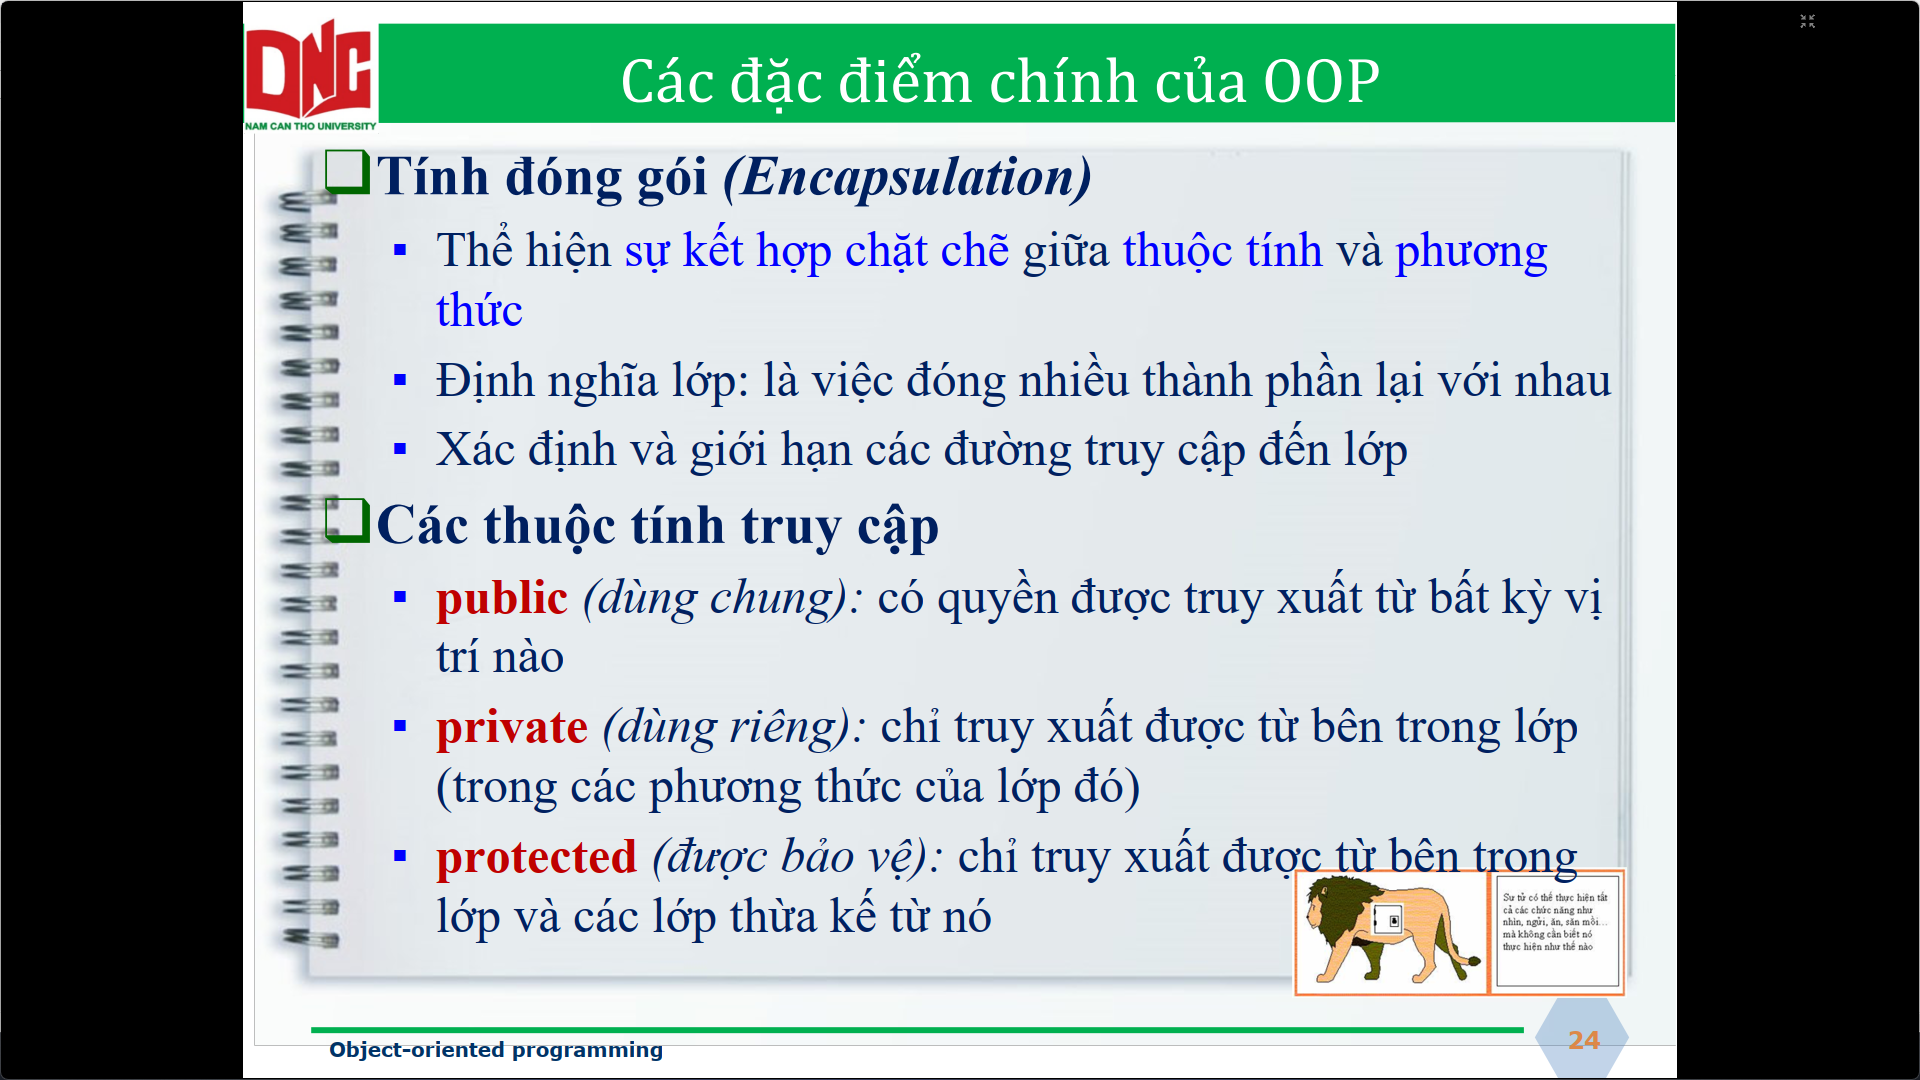 DNC
NAM CAN THO UNIVERSITY
Các đặc điểm chính của OOP
Tính đóng gói (Encapsulation)
Thể hiện sự kết hợp chặt chẽ giữa thuộc tính và phương
thức
Định nghĩa lớp: là việc đóng nhiều thành phần lại với nhau
Xác định và giới hạn các đường truy cập đến lớp
Các thuộc tính truy cập
public (dùng chung): có quyền được truy xuất từ bất kỳ vị
trí nào
private (dùng riêng): chỉ truy xuất được từ bên trong lớp
(trong các phương thức của lớp đó)
protected (được bảo vệ): chỉ truy xuất được từ bên trong
lớp và các lớp thừa kế từ nó
Sư tử có thể thực hiện tất
cả các chức năng như
nhìn, ngửi, ăn, săn mồi...
mà không cần biết nó
thực hiện như thế nào
Object-oriented programming
24